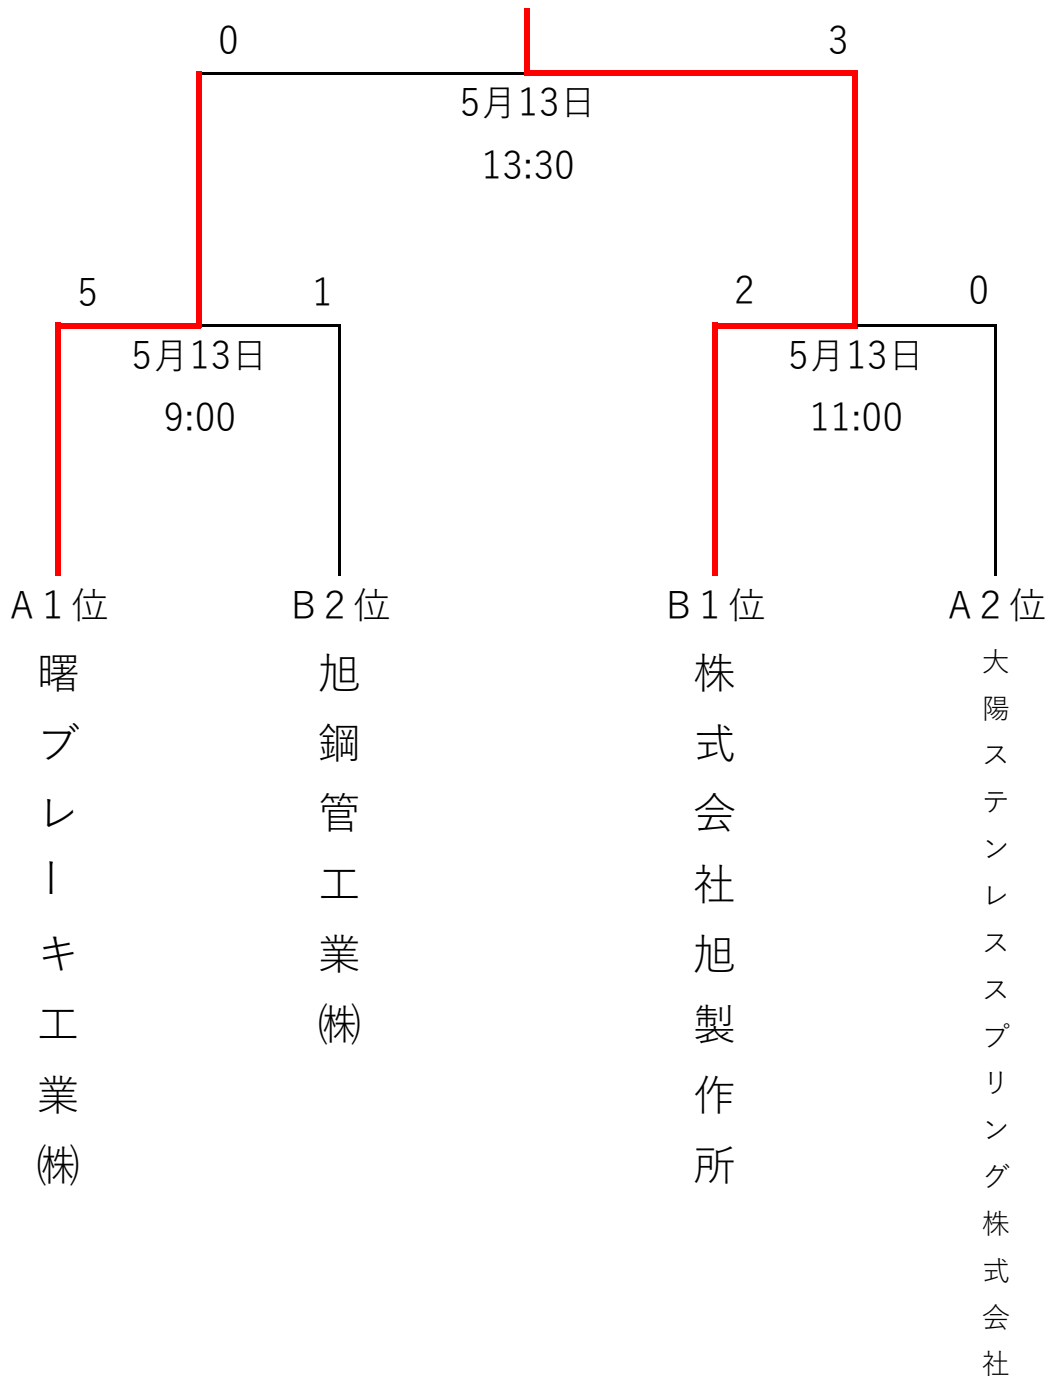 0
3
5月13日
13:30
5
1
2
0
5月13日
9:00
5月13日
11:00
A1位
B2位
B1位
A2位
曙ブレーキ工業㈱
旭鋼管工業㈱
株式会社旭製作所
大陽ステンレススプリング株式会社